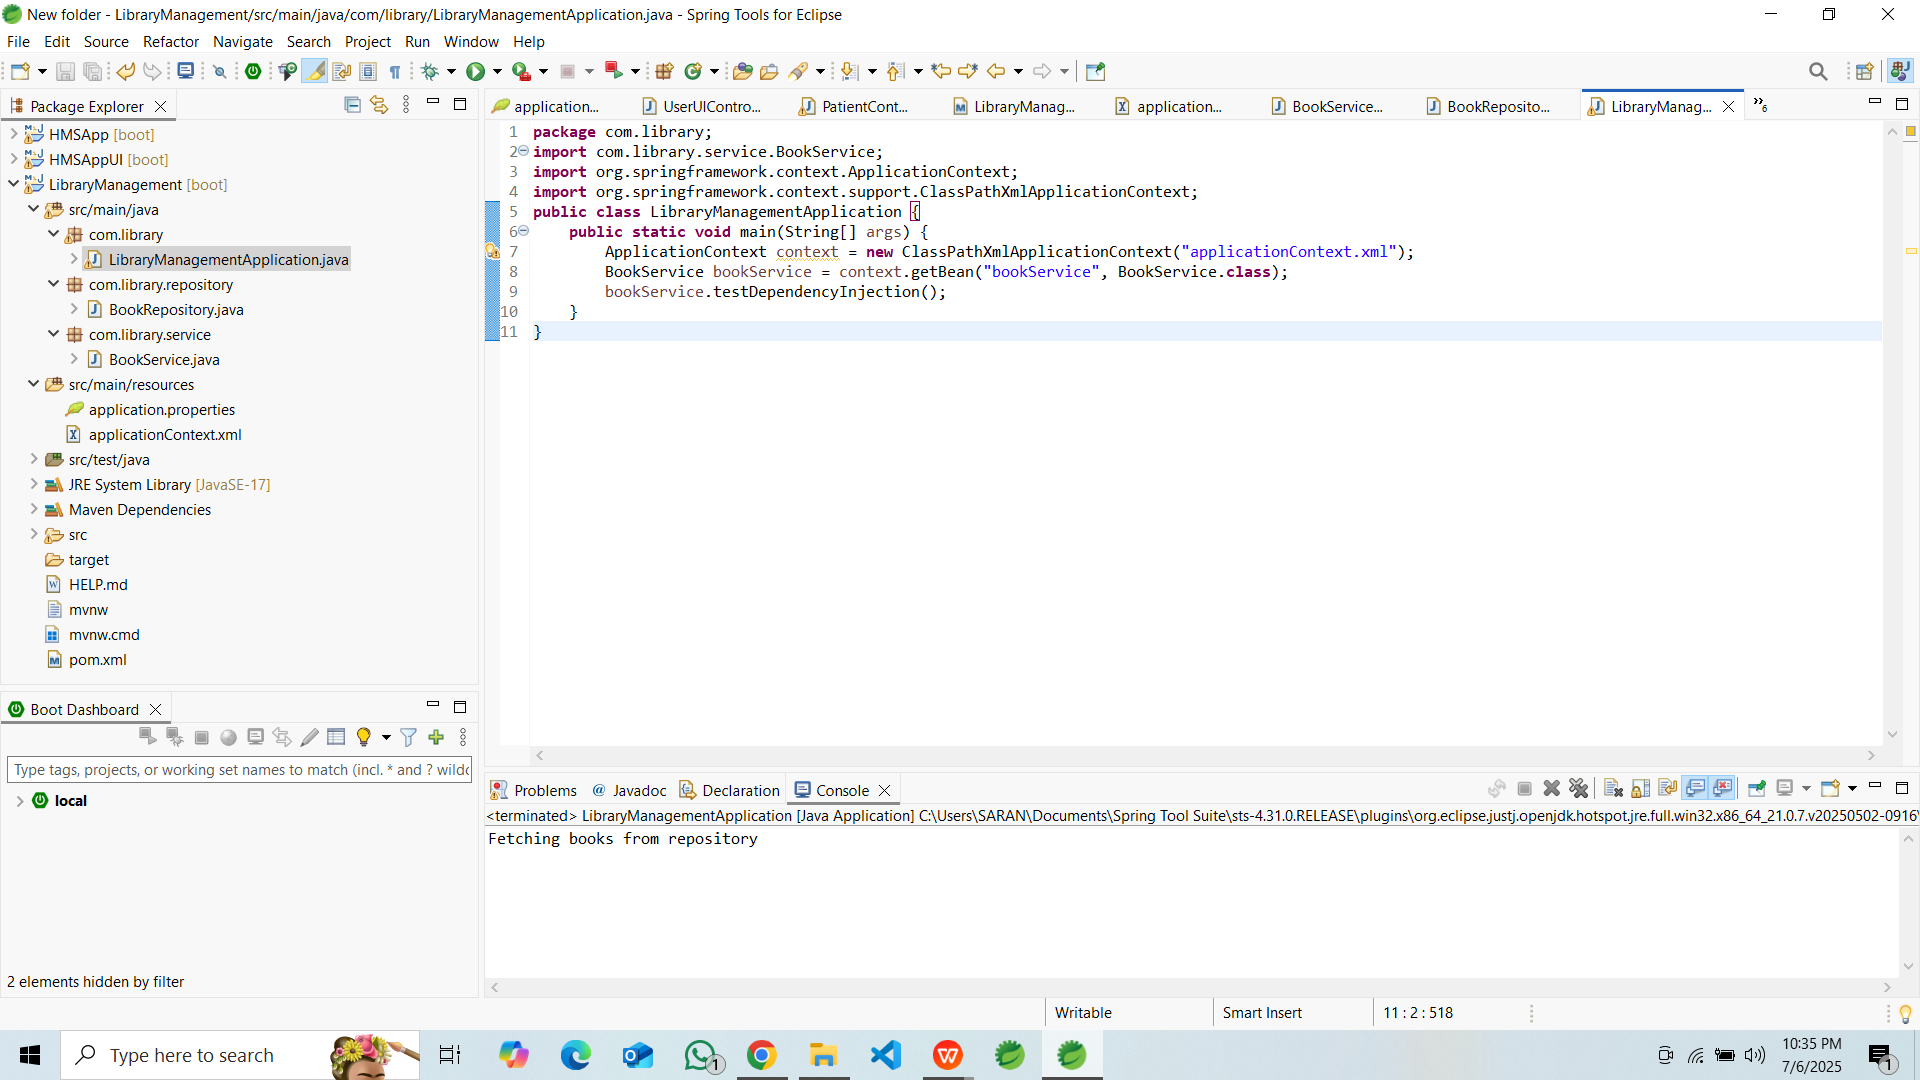 New folder - LibraryManagement/src/main/java/com/library/LibraryManagementApplication.java - Spring Tools for Eclipse
File Edit Source Refactor Navigate Search Project Run Window Help
Package Explorer
HMSApp [boot]
HMSAppUI [boot]
LibraryManagement [boot]
src/main/java
com.library
LibraryManagementApplication.java
com.library.repository
BookRepository.java
com.library.service
BookService.java
src/main/resources
application.properties
applicationContext.xml
src/test/java
JRE System Library [JavaSE-17]
Maven Dependencies
src
target
HELP.md
mvnw
mvnw.cmd
pom.xml
Boot Dashboard
Type tags, projects, or working set names to match (incl. * and ? wildc
local
2 elements hidden by filter
application... UserUIContro... PatientCont... LibraryManag... application... BookService... BookReposito... LibraryManag... »6
1 package com.library;
2 import com.library.service.BookService;
3 import org.springframework.context.ApplicationContext;
4 import org.springframework.context.support.ClassPathXmlApplicationContext;
5 public class LibraryManagementApplication {
6 public static void main(String[] args) {
7 ApplicationContext context = new ClassPathXmlApplicationContext("applicationContext.xml");
8 BookService bookService = context.getBean("bookService", BookService.class);
9 bookService.testDependencyInjection();
10 }
11 }
Problems @ Javadoc Declaration Console
<terminated> LibraryManagementApplication [Java Application] C:\Users\SARAN\Documents\Spring Tool Suite\sts-4.31.0.RELEASE\plugins\org.eclipse.justj.openjdk.hotspot.jre.full.win32.x86_64_21.0.7.v20250502-0916\
Fetching books from repository
Writable Smart Insert 11 : 2 : 518
Type here to search
1
10:35 PM
7/6/2025
1